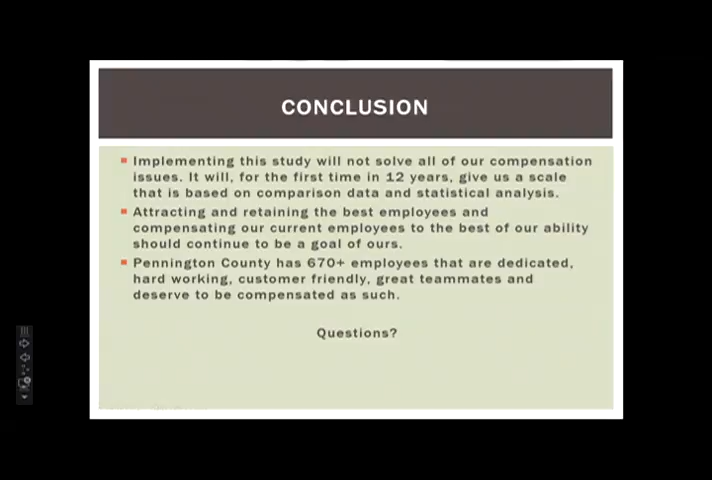 CONCLUSION
Implementing this study will not solve all of our compensation
issues. It will, for the first time in 12 years, give us a scale
that is based on comparison data and statistical analysis.
Attracting and retaining the best employees and
compensating our current employees to the best of our ability
should continue to be a goal of ours.
Pennington County has 670+ employees that are dedicated,
hard working, customer friendly, great teammates and
deserve to be compensated as such.
Questions?